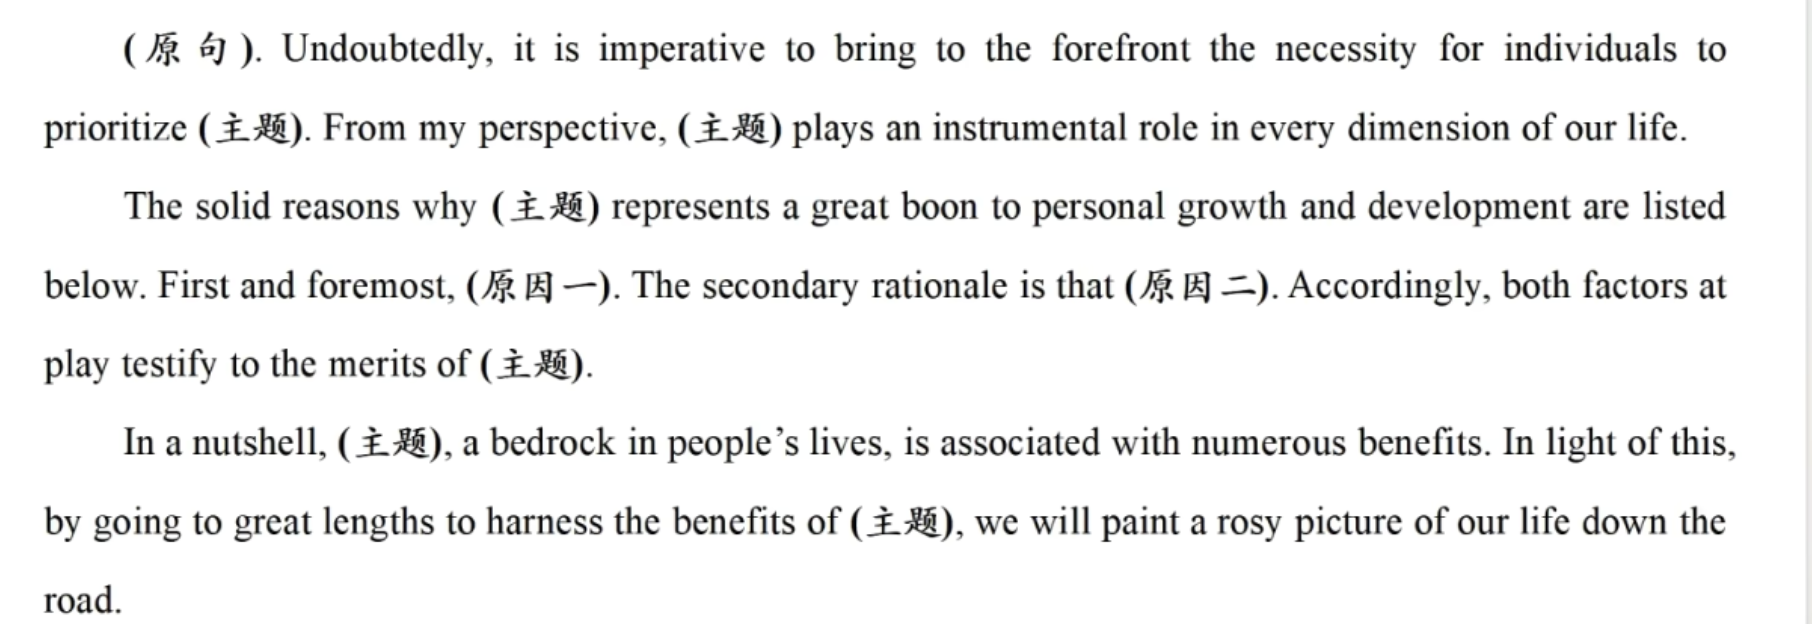 (原句). Undoubtedly, it is imperative to bring to the forefront the necessity for individuals to
prioritize (主题). From my perspective, (主题) plays an instrumental role in every dimension of our life.
The solid reasons why (主题) represents a great boon to personal growth and development are listed
below. First and foremost, (原因一). The secondary rationale is that (原因二). Accordingly, both factors at
play testify to the merits of (主题).
In a nutshell, (主题), a bedrock in people’s lives, is associated with numerous benefits. In light of this,
by going to great lengths to harness the benefits of (主题), we will paint a rosy picture of our life down the
road.